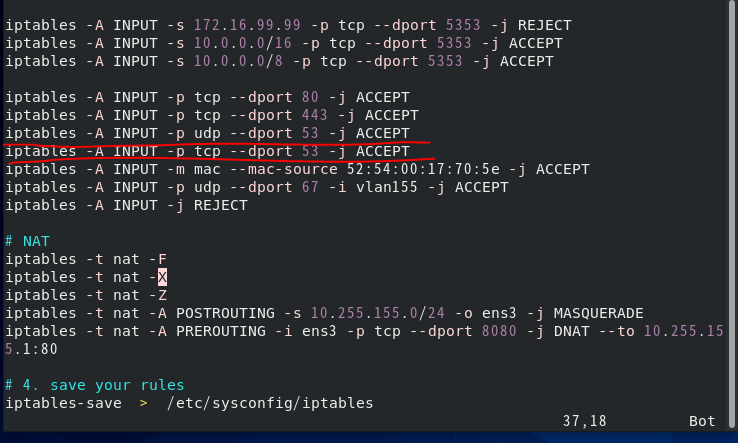 iptables -A INPUT -s 172.16.99.99 -p tcp --dport 5353 -j REJECT
iptables -A INPUT -s 10.0.0.0/16 -p tcp --dport 5353 -j ACCEPT
iptables -A INPUT -s 10.0.0.0/8 -p tcp --dport 5353 -j ACCEPT
iptables -A INPUT -p tcp --dport 80 -j ACCEPT
iptables -A INPUT -p tcp --dport 443 -j ACCEPT
iptables -A INPUT -p udp --dport 53 -j ACCEPT
iptables -A INPUT -p tcp --dport 53 -j ACCEPT
iptables -A INPUT -m mac --mac-source 52:54:00:17:70:5e -j ACCEPT
iptables -A INPUT -p udp --dport 67 -i vlan155 -j ACCEPT
iptables -A INPUT -j REJECT
# NAT
iptables -t nat -F
iptables -t nat -X
iptables -t nat -Z
iptables -t nat -A POSTROUTING -s 10.255.155.0/24 -o ens3 -j MASQUERADE
iptables -t nat -A PREROUTING -i ens3 -p tcp --dport 8080 -j DNAT --to 10.255.15
5.1:80
# 4. save your rules
iptables-save > /etc/sysconfig/iptables
37,18 Bot